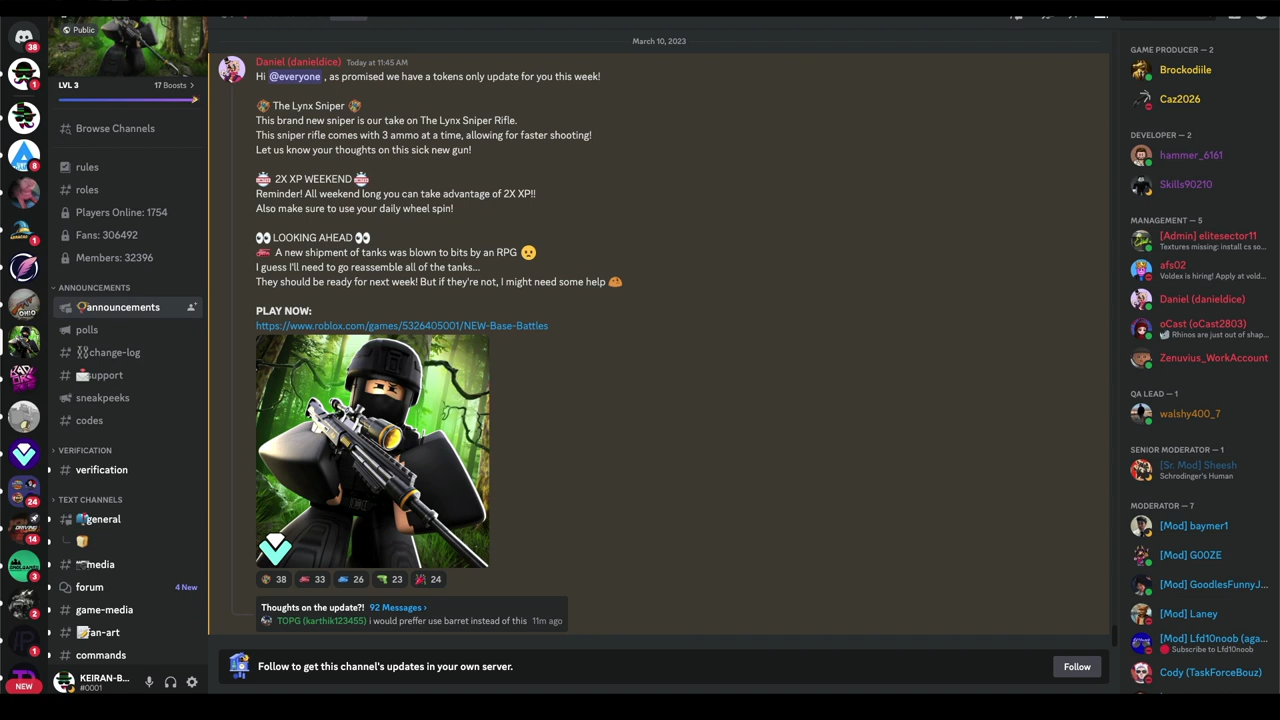 Public
LVL 3
17 Boosts
Browse Channels
rules
roles
Players Online: 1754
Fans: 306492
Members: 32396
ANNOUNCEMENTS
announcements
polls
change-log
support
sneakpeeks
codes
VERIFICATION
verification
TEXT CHANNELS
general
media
forum
4 New
game-media
fan-art
commands
KEIRAN-B...
#0001
38
1
8
1
24
14
3
2
1
NEW
March 10, 2023
Daniel (danieldice) Today at 11:45 AM
Hi @everyone , as promised we have a tokens only update for you this week!
The Lynx Sniper
This brand new sniper is our take on The Lynx Sniper Rifle.
This sniper rifle comes with 3 ammo at a time, allowing for faster shooting!
Let us know your thoughts on this sick new gun!
2X XP WEEKEND
Reminder! All weekend long you can take advantage of 2X XP!!
Also make sure to use your daily wheel spin!
LOOKING AHEAD
A new shipment of tanks was blown to bits by an RPG
I guess I'll need to go reassemble all of the tanks...
They should be ready for next week! But if they're not, I might need some help
PLAY NOW:
https://www.roblox.com/games/5326405001/NEW-Base-Battles
38 33 26 23 24
Thoughts on the update?! 92 Messages ›
TOPG (karthik123455) i would preffer use barret instead of this 11m ago
Follow to get this channel's updates in your own server.
Follow
GAME PRODUCER — 2
Brockodiile
Caz2026
DEVELOPER — 2
hammer_6161
Skills90210
MANAGEMENT — 5
[Admin] elitesector11
Textures missing: install cs so...
afs02
Voldex is hiring! Apply at vold...
Daniel (danieldice)
oCast (oCast2803)
Rhinos are just out of shap...
Zenuvius_WorkAccount
QA LEAD — 1
walshy400_7
SENIOR MODERATOR — 1
[Sr. Mod] Sheesh
Schrodinger's Human
MODERATOR — 7
[Mod] baymer1
[Mod] G00ZE
[Mod] GoodlesFunnyJ...
[Mod] Laney
[Mod] Lfd10noob (aga...
Subscribe to Lfd10noob
Cody (TaskForceBouz)